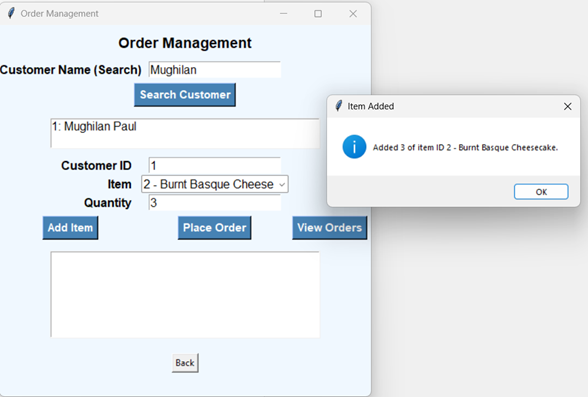 Order Management
Order Management
Customer Name (Search) Mughilan
Search Customer
1: Mughilan Paul
Customer ID 1
Item 2 - Burnt Basque Cheese
Quantity 3
Add Item Place Order View Orders
Back
Item Added
Added 3 of item ID 2 - Burnt Basque Cheesecake.
OK